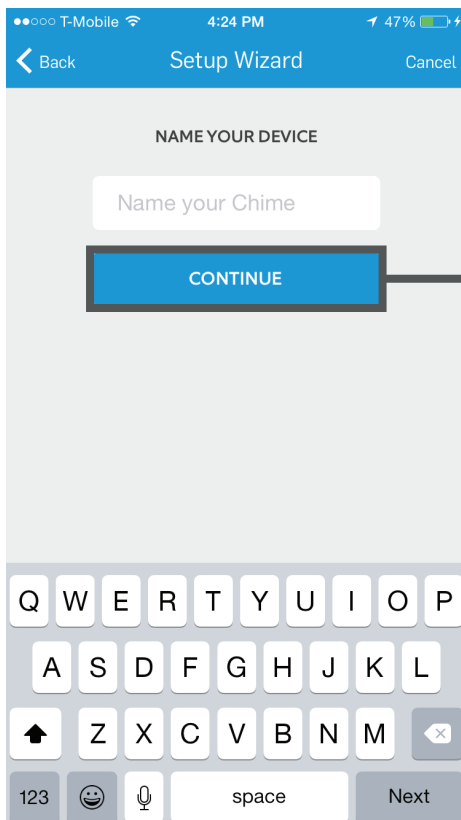 T-Mobile 4:24 PM 47%
Back Setup Wizard Cancel
NAME YOUR DEVICE
Name your Chime
CONTINUE
Q W E R T Y U I O P
A S D F G H J K L
Z X C V B N M
123 space Next